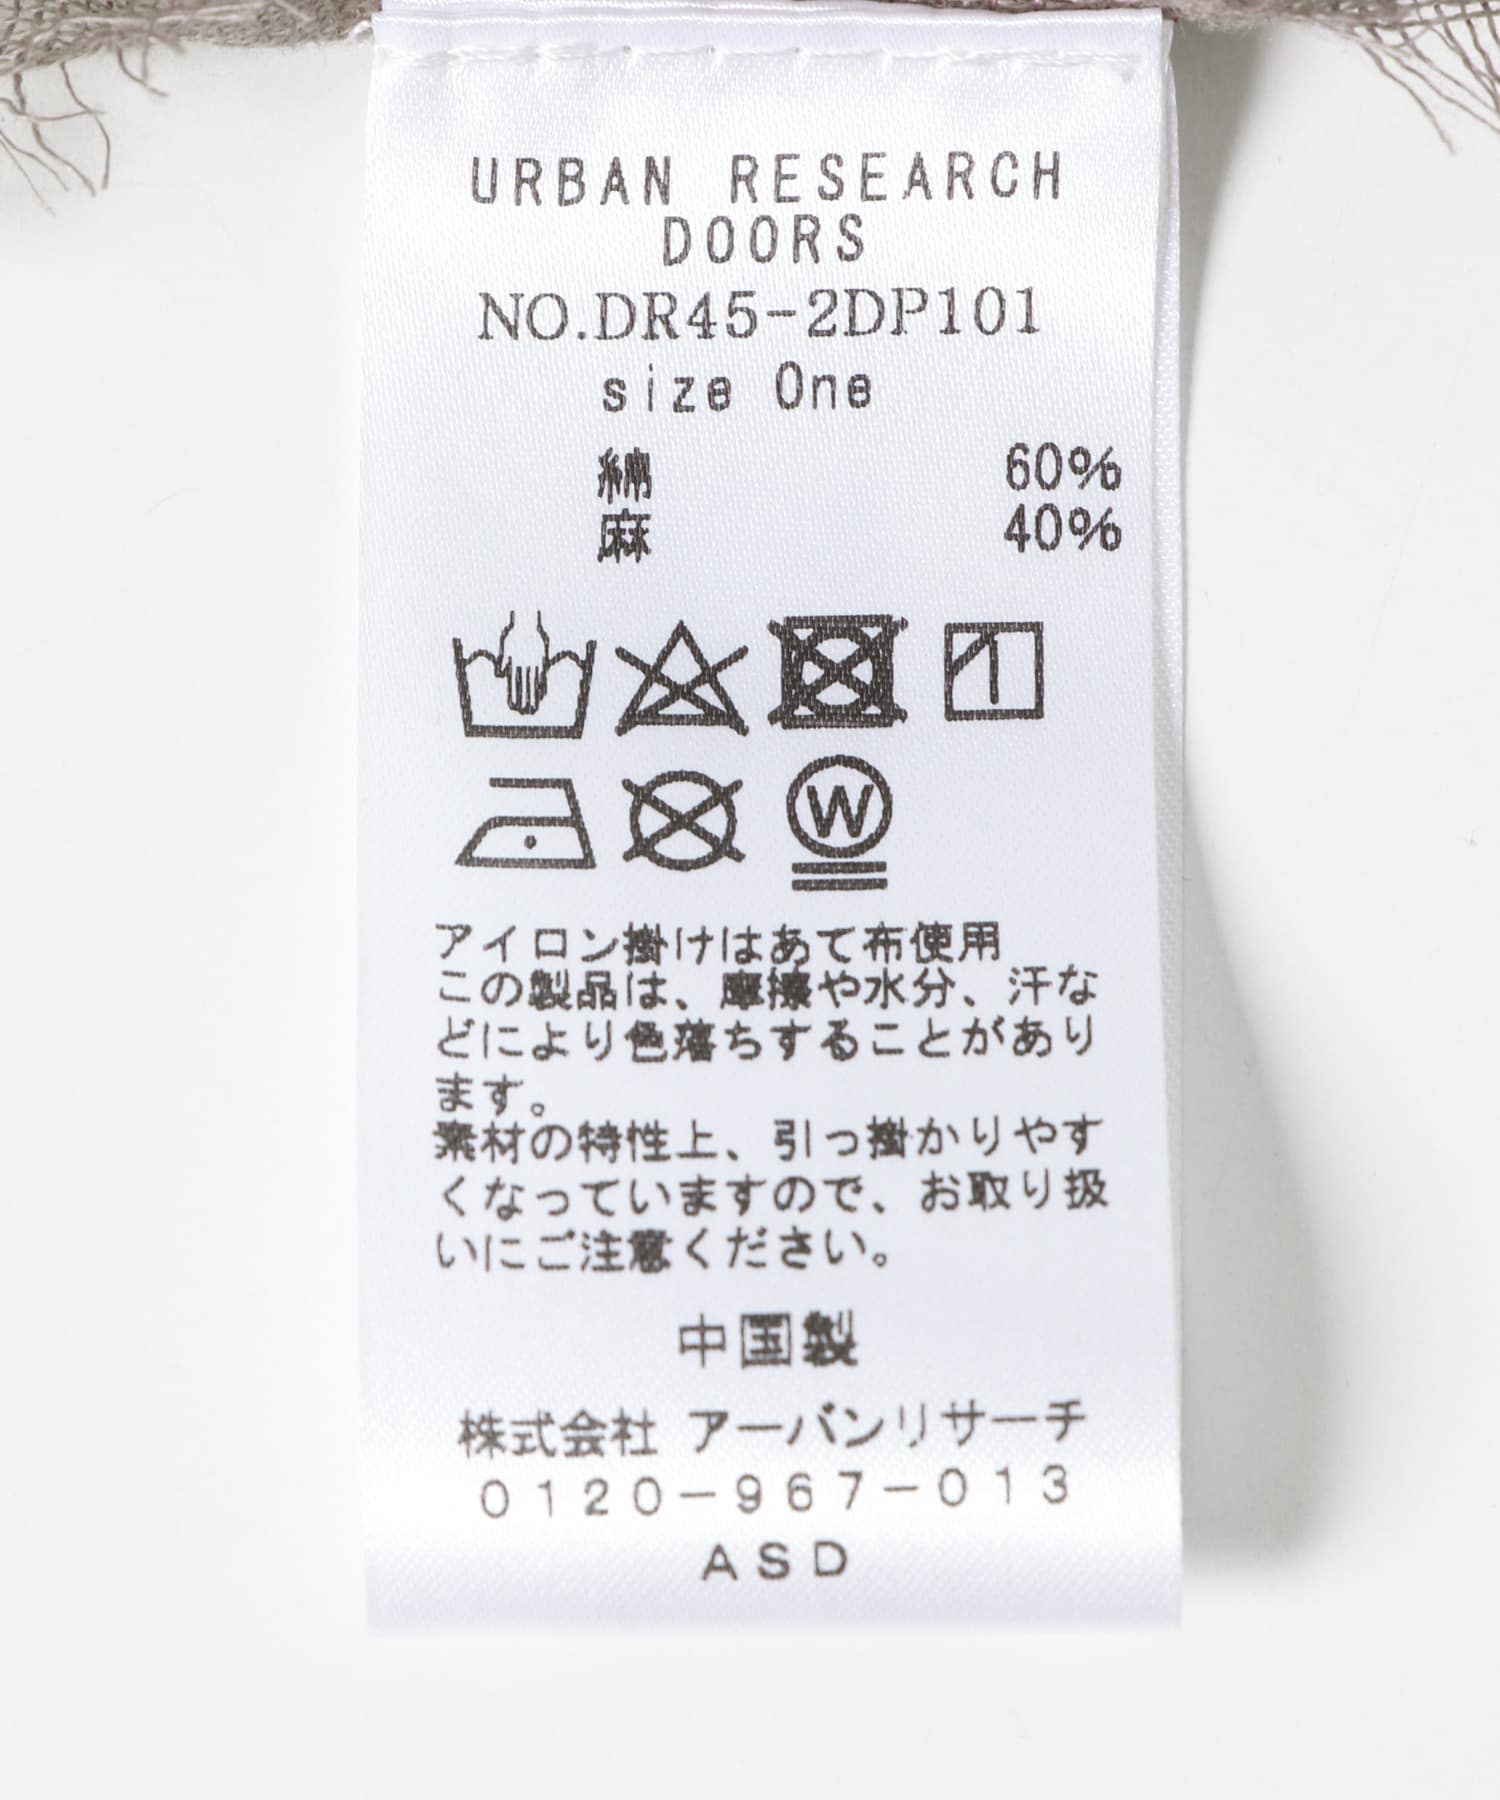 URBAN RESEARCH
DOORS
NO.DR45-2DP101
size One
綿 60%
麻 40%
W
アイロン掛けはあて布使用
この製品は、摩擦や水分、汗な
どにより色落ちすることがあり
ます。
素材の特性上、引っ掛かりやす
くなっていますので、お取り扱
いにご注意ください。
中国製
株式会社 アーバンリサーチ
0120-967-013
ASD